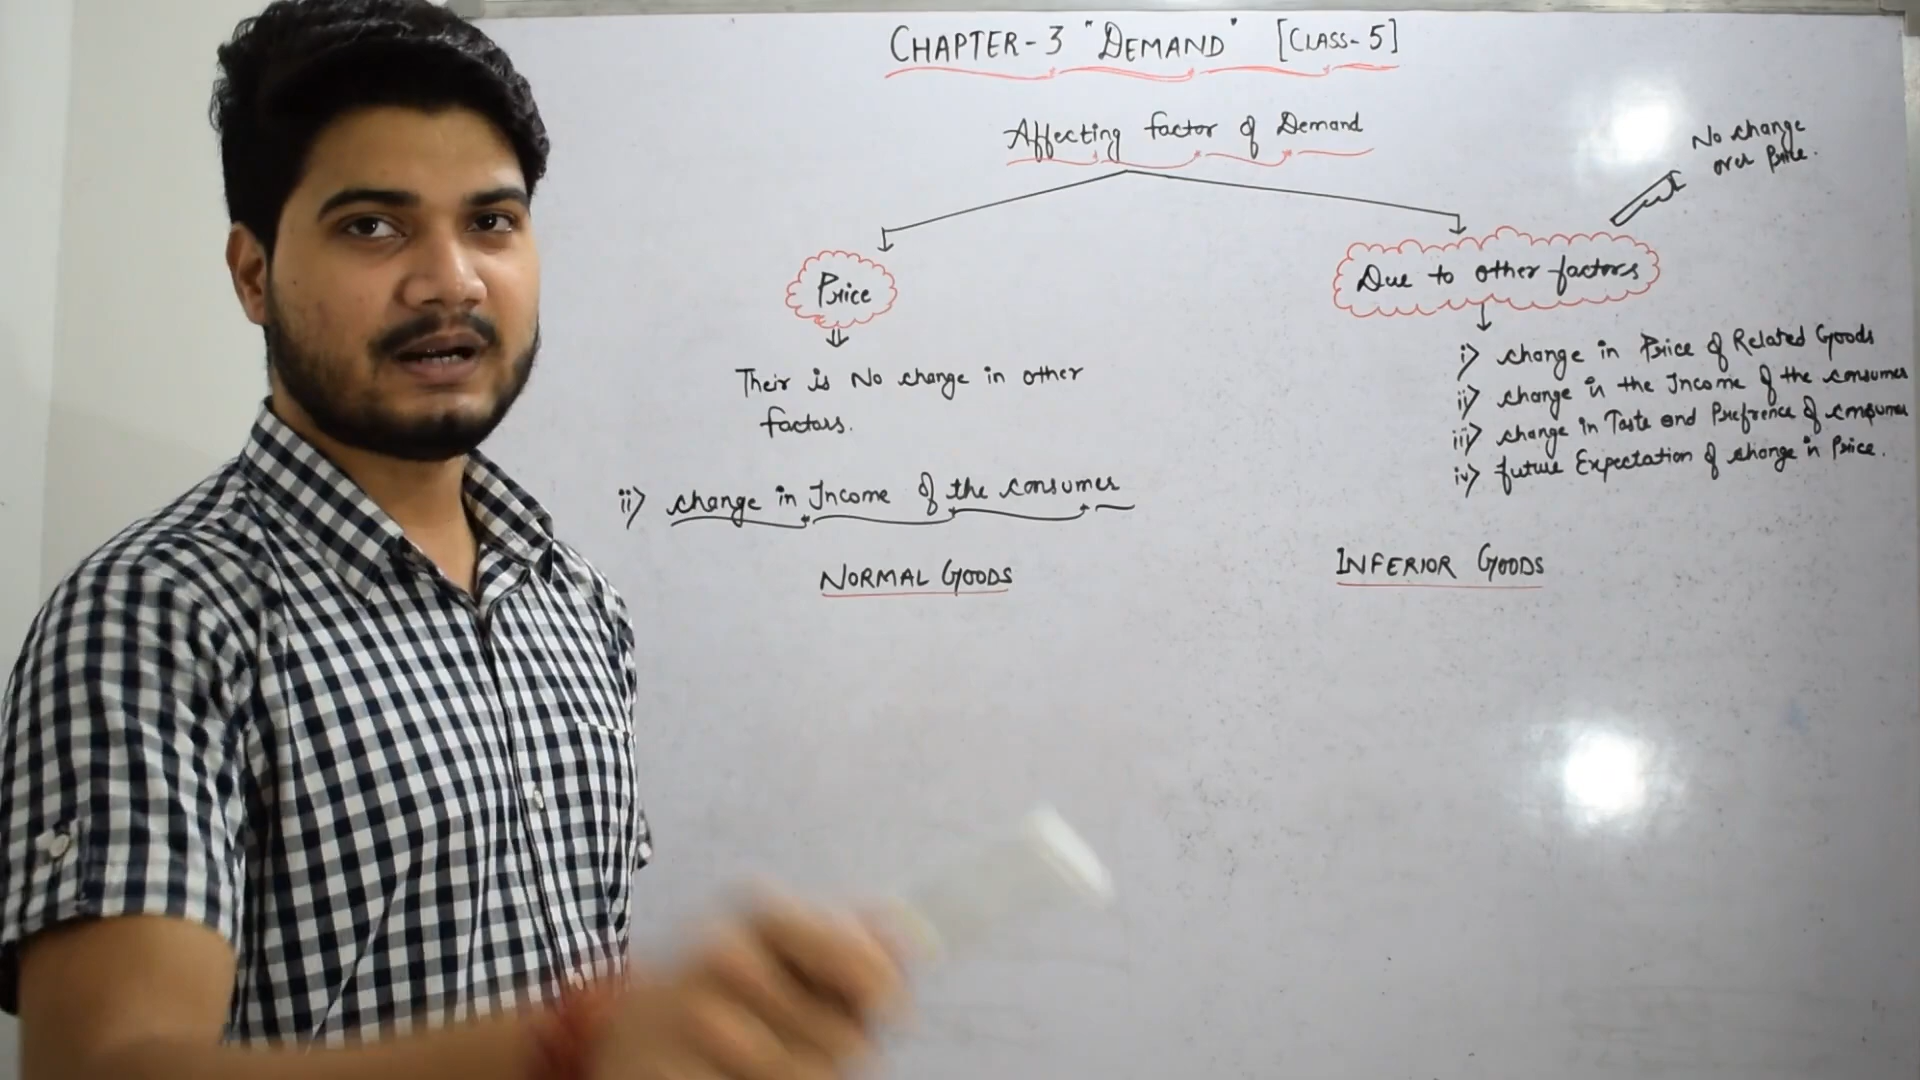 CHAPTER-3 "DEMAND" [CLASS-5]
Affecting factor of Demand
No change
over Price.
Price
Due to other factors
Their is No change in other
factors.
i) change in Price of Related Goods
ii) change in the Income of the consumer
iii) change in Taste and Prefrence of consumer
iv) future Expectation of change in Price.
ii) change in Income of the consumer
NORMAL GOODS
INFERIOR GOODS